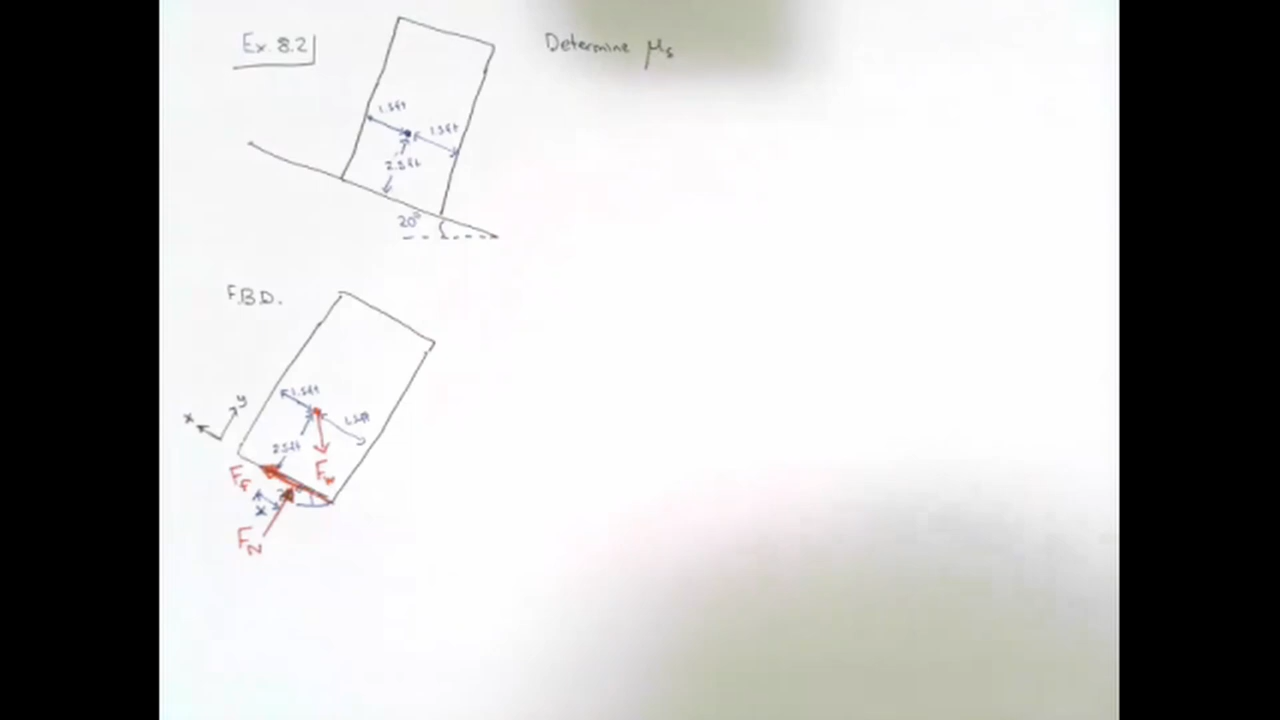 Ex. 8.2
Determine μs
1.5ft
1.5ft
2.5ft
20°
F.B.D.
y
x
1.5ft
1.5ft
2.5ft
Ff
x
FN